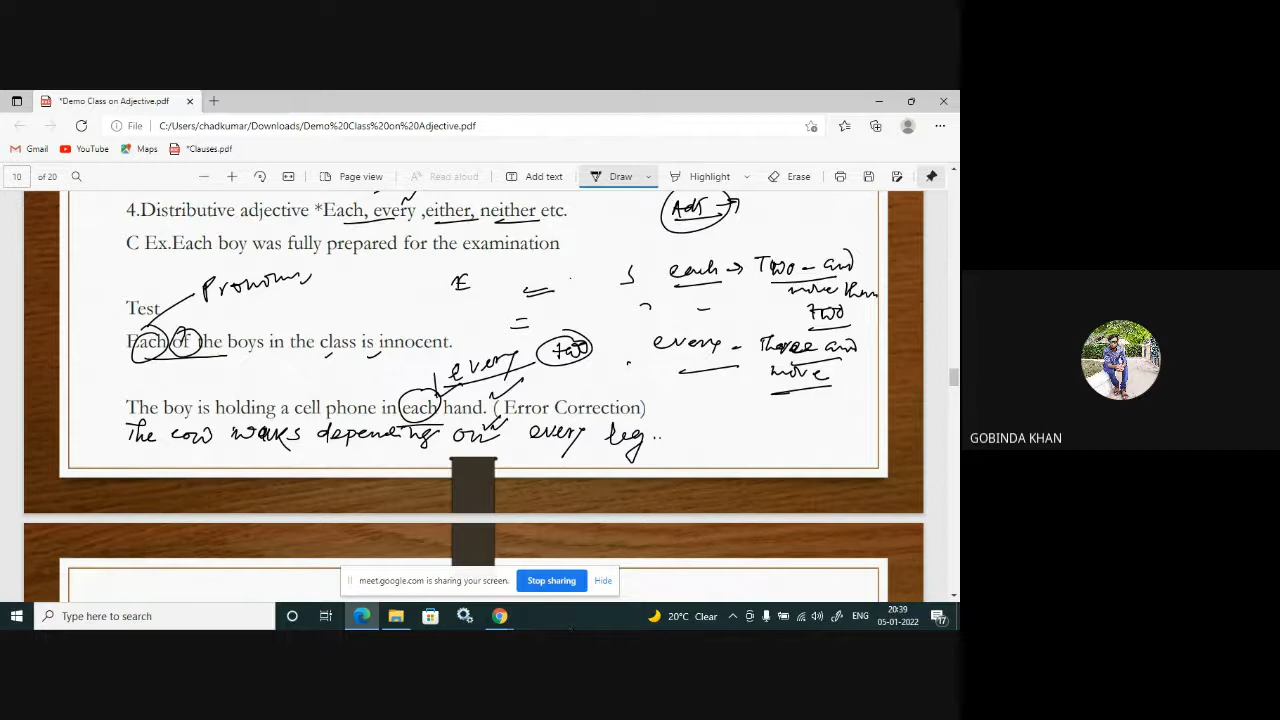 *Demo Class on Adjective.pdf
File C:/Users/chadkumar/Downloads/Demo%20Class%20on%20Adjective.pdf
Gmail YouTube Maps *Clauses.pdf
10 of 20 Page view Read aloud Add text Draw Highlight Erase
4.Distributive adjective *Each, every ,either, neither etc.
Adj
C Ex.Each boy was fully prepared for the examination
each → Two - and
more than
two
Pronoun
Test
Each of the boys in the class is innocent.
every - Three and
more
every two
The boy is holding a cell phone in each hand. ( Error Correction)
The cow walks depending on every leg ..
GOBINDA KHAN
meet.google.com is sharing your screen. Stop sharing Hide
Type here to search
20°C Clear ENG 20:39
05-01-2022 17